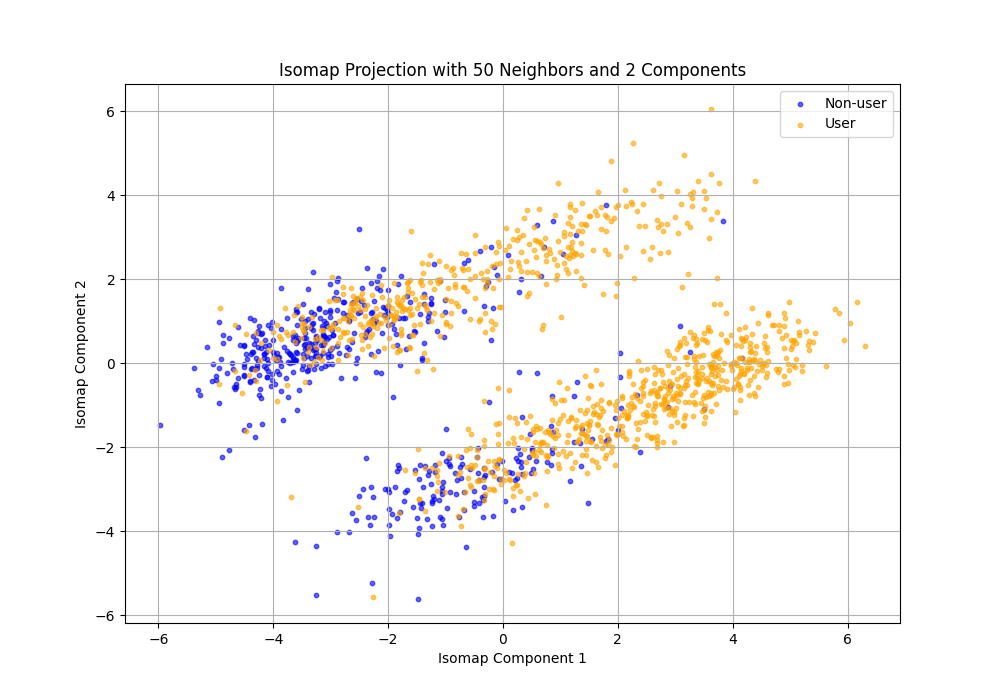 Isomap Projection with 50 Neighbors and 2 Components
Non-user
User
6
4
2
0
−2
−4
−6
Isomap Component 2
−6
−4
−2
0
2
4
6
Isomap Component 1